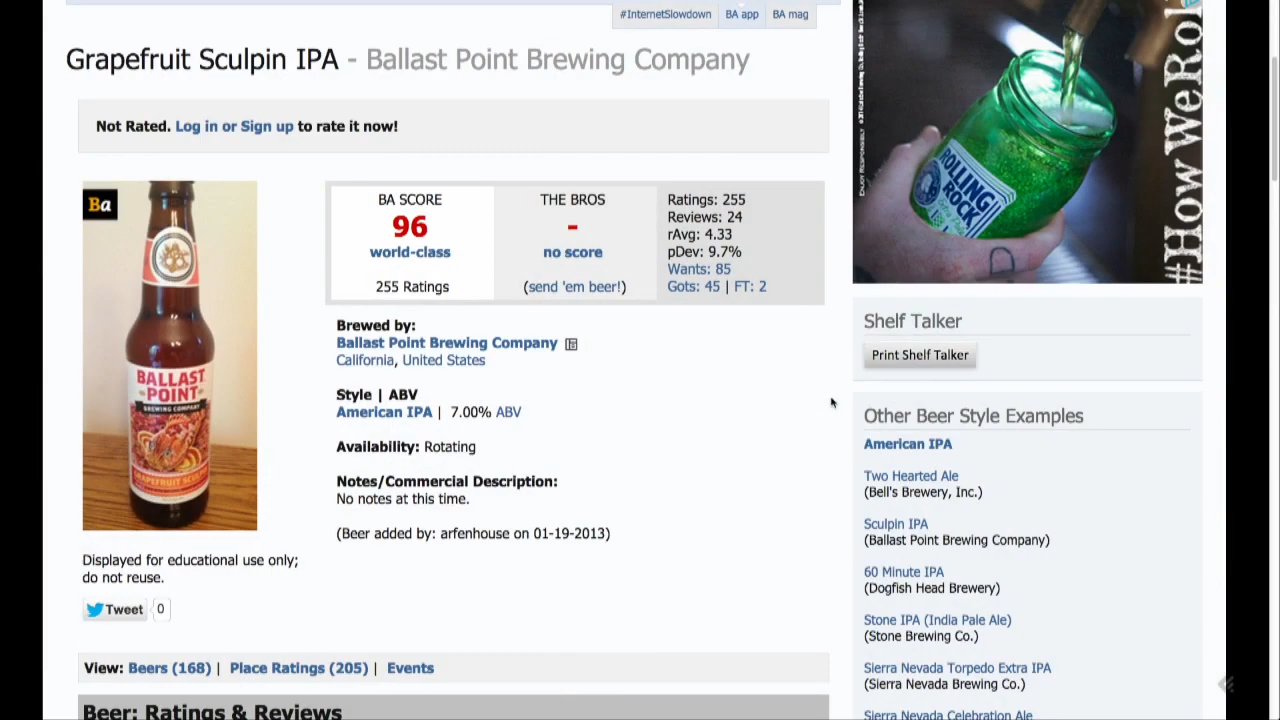 #InternetSlowdown BA app BA mag
Grapefruit Sculpin IPA - Ballast Point Brewing Company
Not Rated. Log in or Sign up to rate it now!
Ba
BALLAST
POINT
BREWING COMPANY
GRAPEFRUIT SCULPIN
BA SCORE
96
world-class
255 Ratings
THE BROS
-
no score
(send 'em beer!)
Ratings: 255
Reviews: 24
rAvg: 4.33
pDev: 9.7%
Wants: 85
Gots: 45 | FT: 2
Brewed by:
Ballast Point Brewing Company
California, United States
Style | ABV
American IPA | 7.00% ABV
Availability: Rotating
Notes/Commercial Description:
No notes at this time.
(Beer added by: arfenhouse on 01-19-2013)
Displayed for educational use only;
do not reuse.
Tweet 0
View: Beers (168) | Place Ratings (205) | Events
Beer: Ratings & Reviews
ROLLING
ROCK
#HowWeRol
Shelf Talker
Print Shelf Talker
Other Beer Style Examples
American IPA
Two Hearted Ale
(Bell's Brewery, Inc.)
Sculpin IPA
(Ballast Point Brewing Company)
60 Minute IPA
(Dogfish Head Brewery)
Stone IPA (India Pale Ale)
(Stone Brewing Co.)
Sierra Nevada Torpedo Extra IPA
(Sierra Nevada Brewing Co.)
Sierra Nevada Celebration Ale